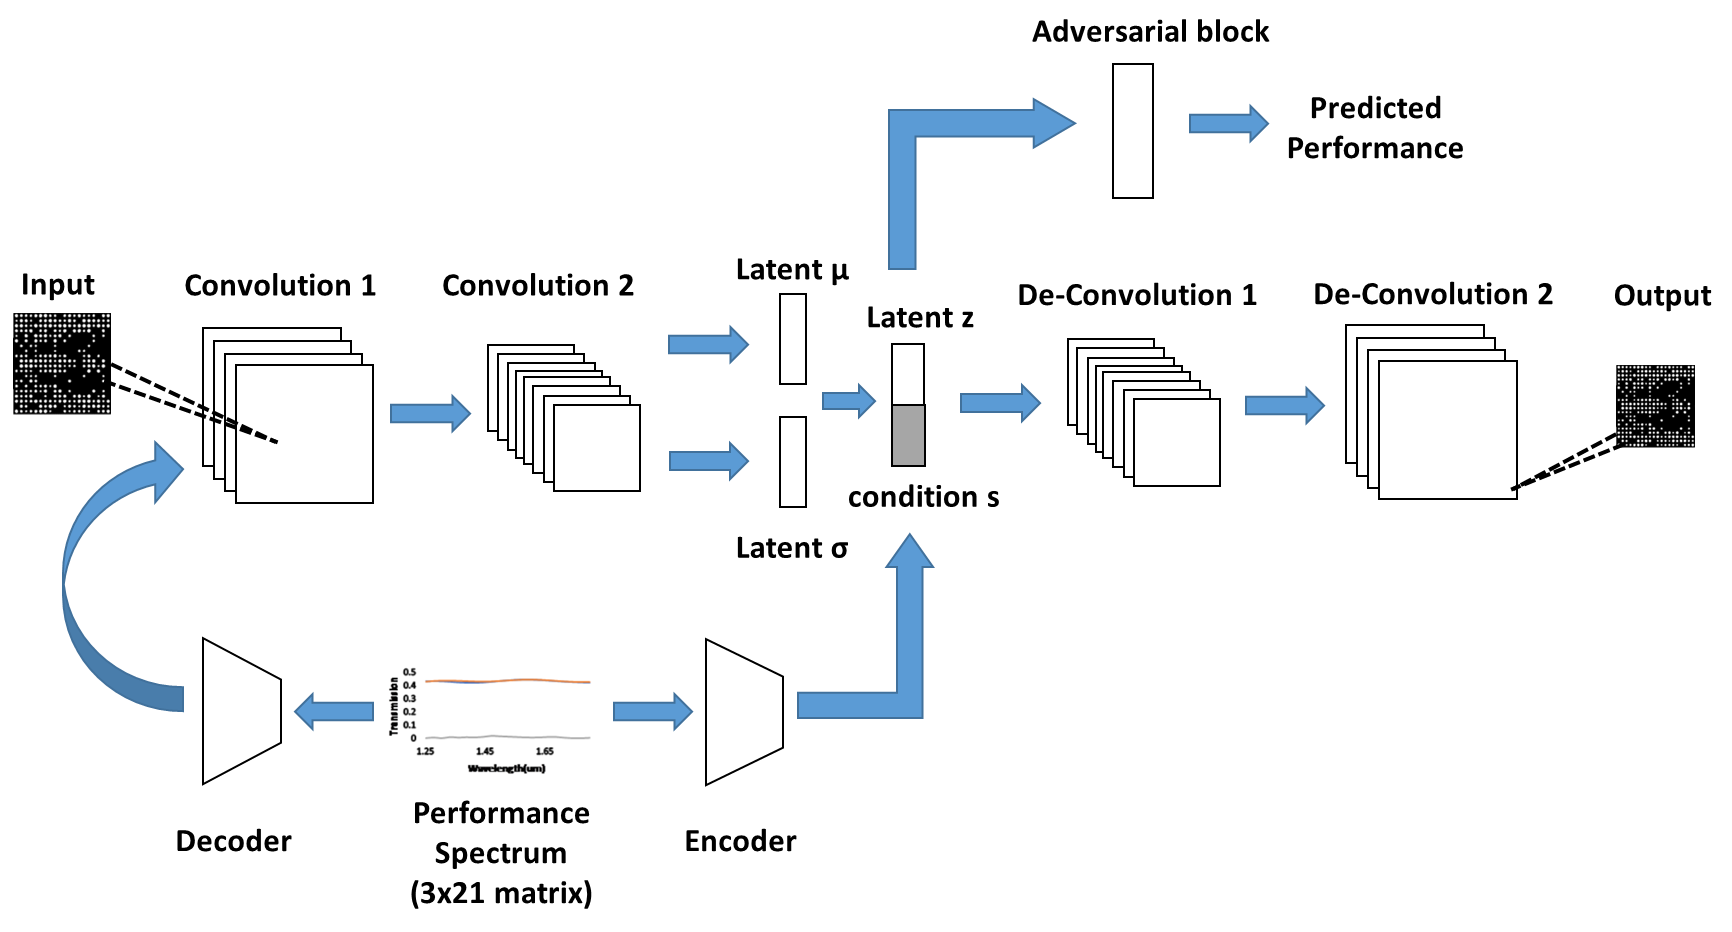 Adversarial block
Predicted
Performance
Input
Convolution 1
Convolution 2
Latent μ
Latent z
De-Convolution 1
De-Convolution 2
Output
condition s
Latent σ
0.5
0.4
0.3
0.2
0.1
0
Transmission
1.25
1.45
1.65
Wavelength(um)
Decoder
Performance
Spectrum
(3x21 matrix)
Encoder